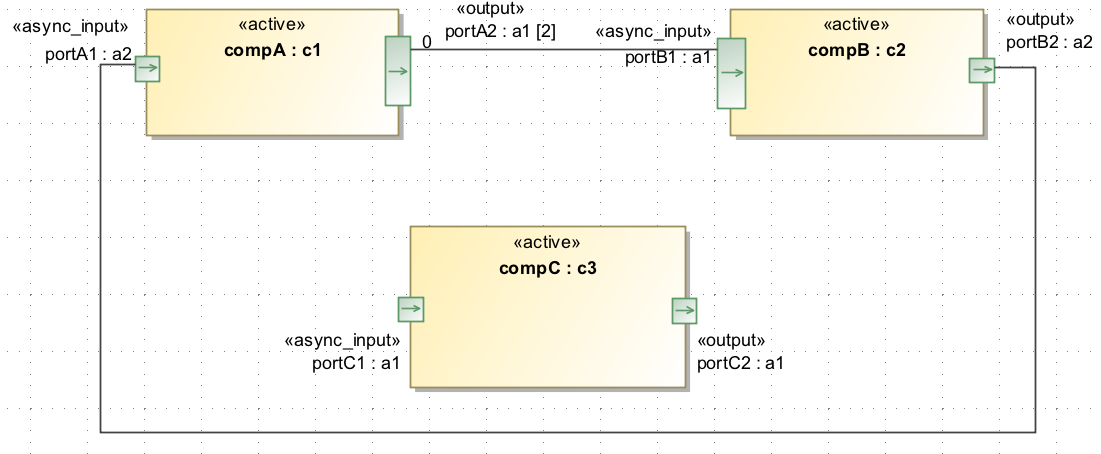 «async_input»
portA1 : a2
«active»
compA : c1
0
«output»
portA2 : a1 [2]
«async_input»
portB1 : a1
«active»
compB : c2
«output»
portB2 : a2
«active»
compC : c3
«async_input»
portC1 : a1
«output»
portC2 : a1